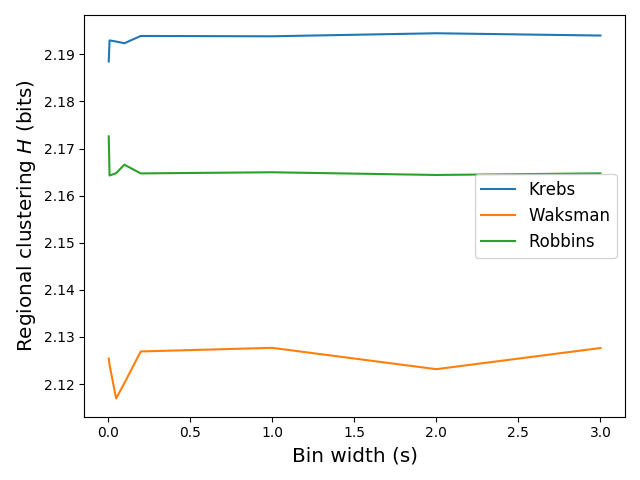 Regional clustering H (bits)
2.19
2.18
2.17
2.16
2.15
2.14
2.13
2.12
Krebs
Waksman
Robbins
0.0 0.5 1.0 1.5 2.0 2.5 3.0
Bin width (s)